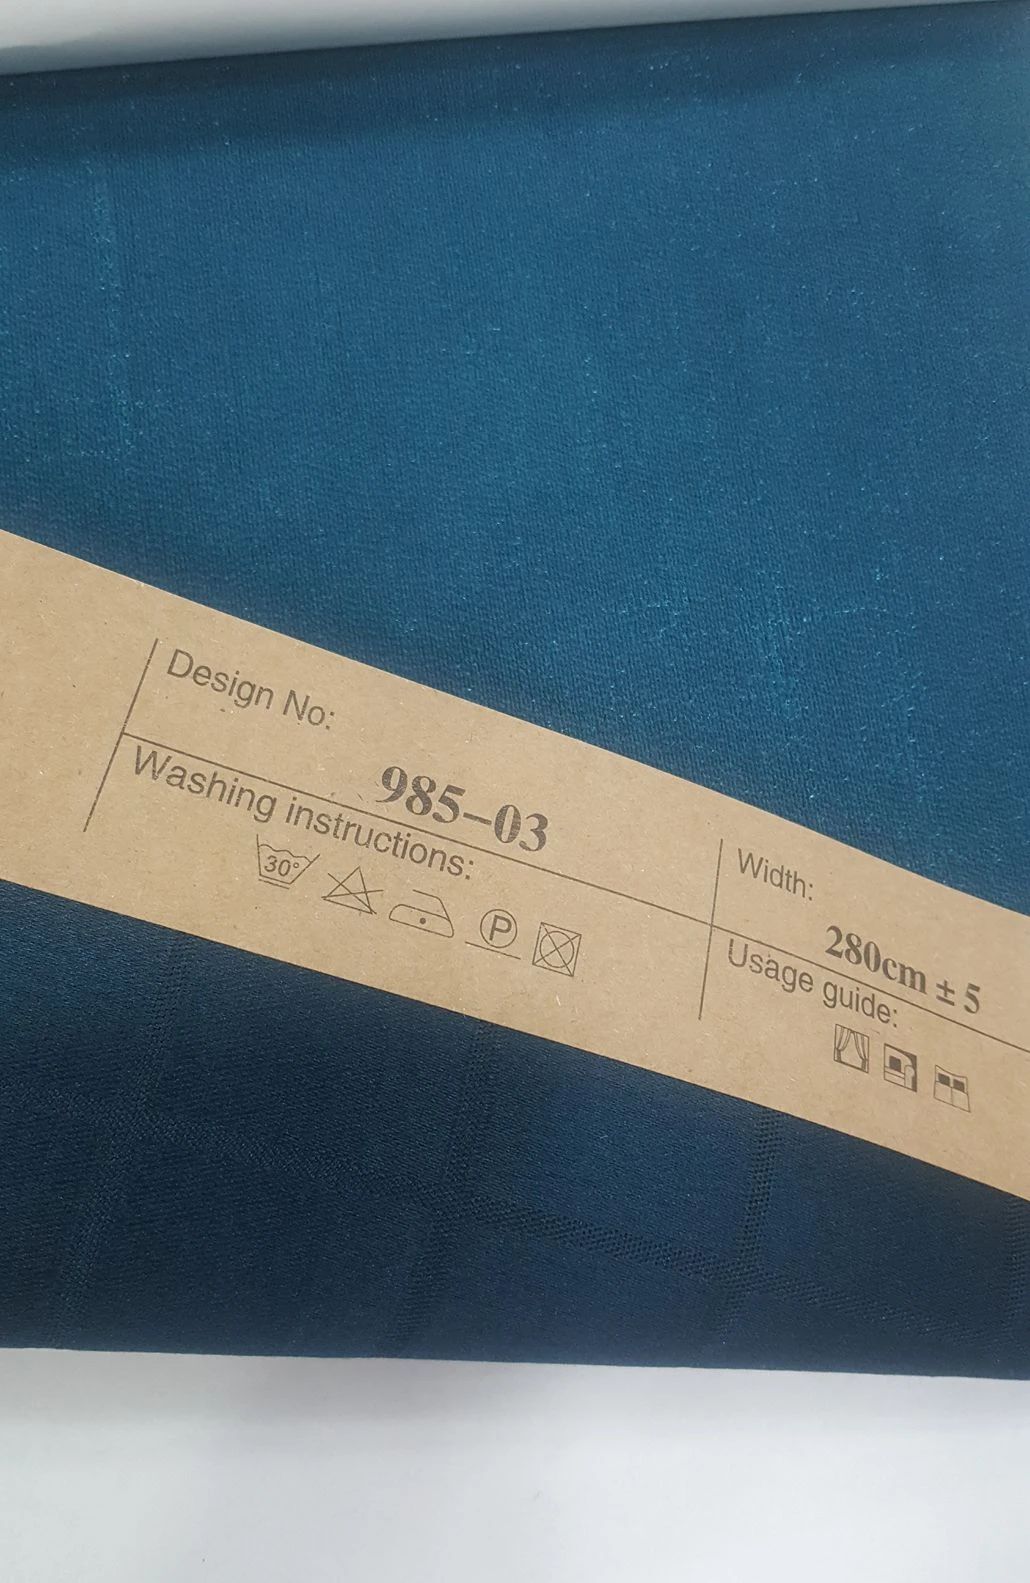 Design No:
985-03
Washing instructions:
30°
P
Width:
280cm ± 5
Usage guide: